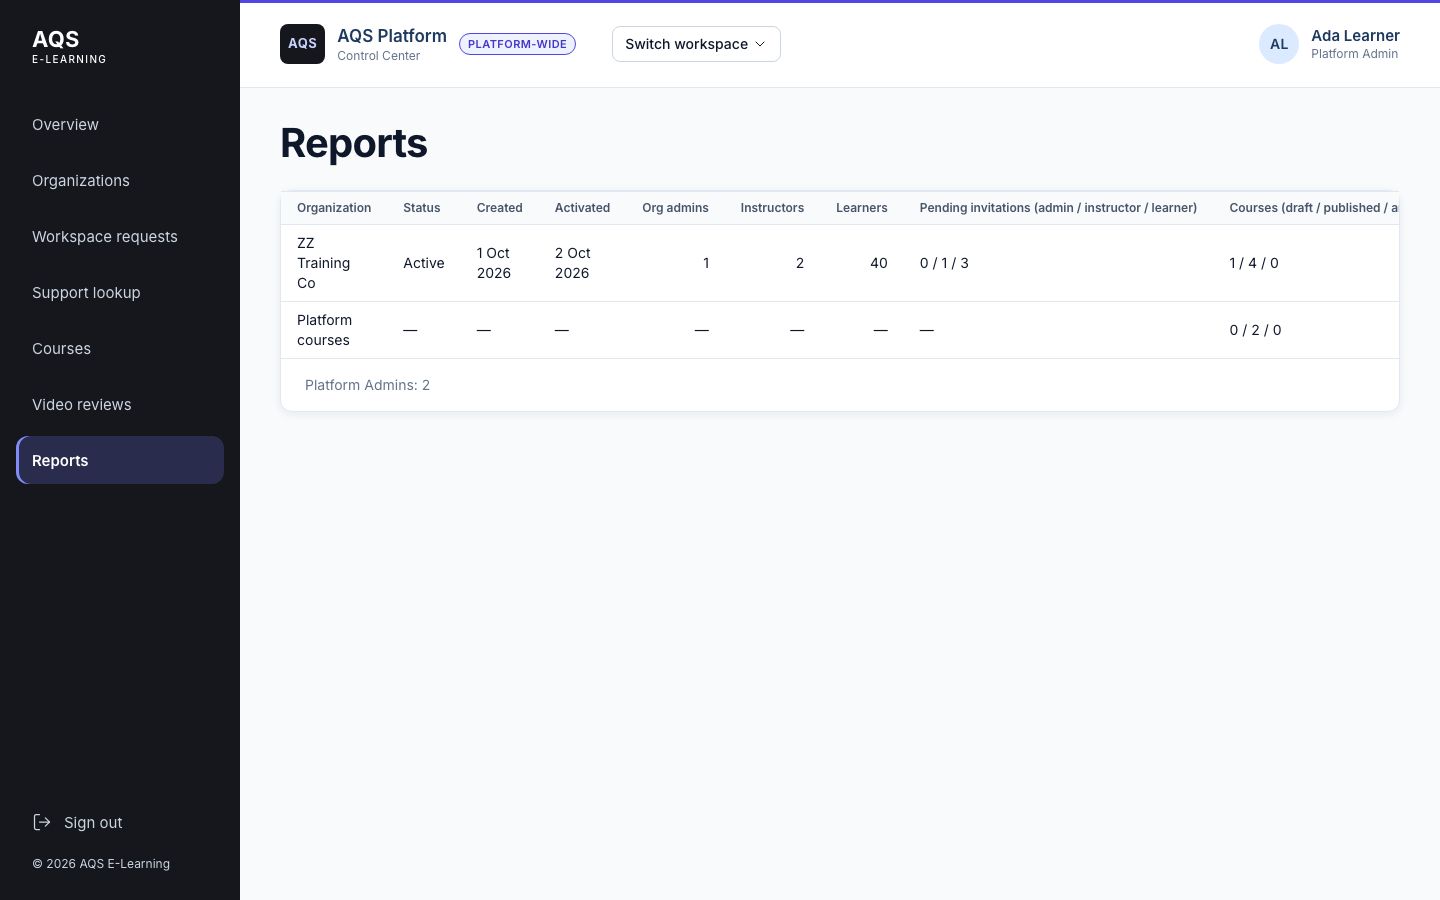 AQS
E-LEARNING
Overview
Organizations
Workspace requests
Support lookup
Courses
Video reviews
Reports
Sign out
© 2026 AQS E-Learning
AQS
AQS Platform
Control Center
PLATFORM-WIDE
Switch workspace
AL
Ada Learner
Platform Admin
Reports
Organization Status Created Activated Org admins Instructors Learners Pending invitations (admin / instructor / learner) Courses (draft / published /
ZZ Training Co Active 1 Oct 2026 2 Oct 2026 1 2 40 0 / 1 / 3 1 / 4 / 0
Platform courses — — — — — — — 0 / 2 / 0
Platform Admins: 2